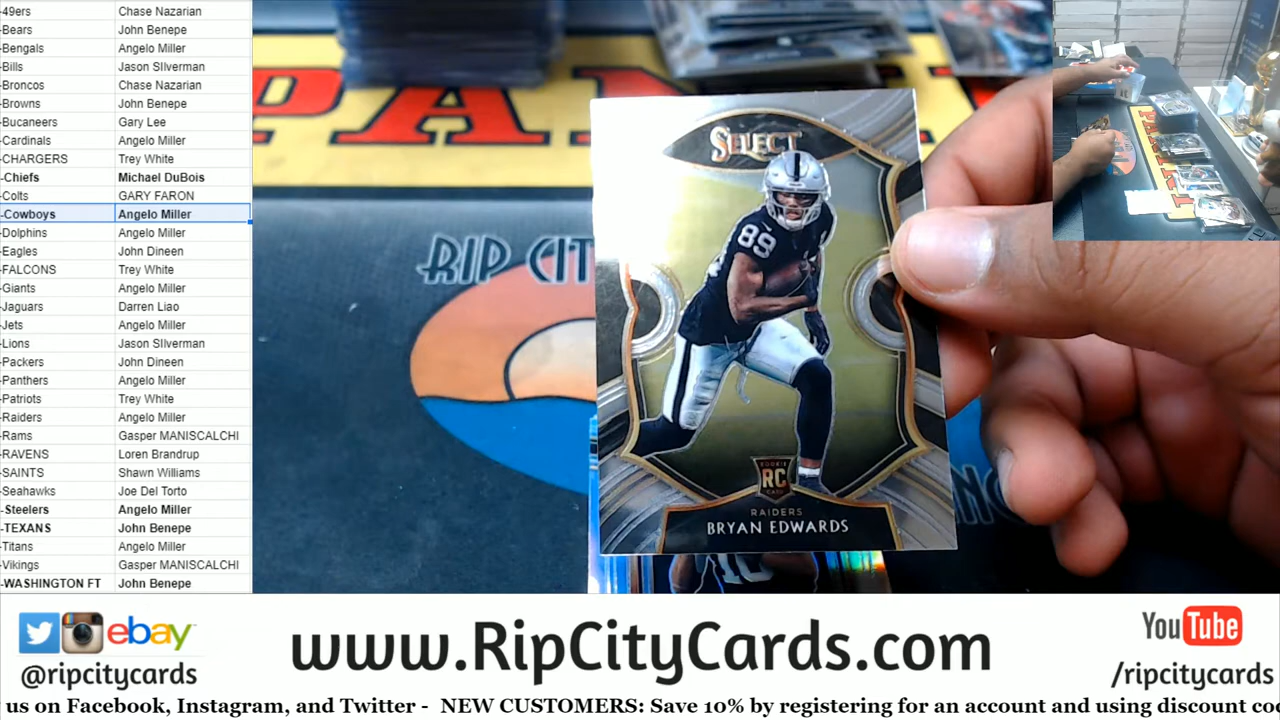 -49ers Chase Nazarian
-Bears John Benepe
-Bengals Angelo Miller
-Bills Jason SIlverman
-Broncos Chase Nazarian
-Browns John Benepe
-Bucaneers Gary Lee
-Cardinals Angelo Miller
-CHARGERS Trey White
-Chiefs Michael DuBois
-Colts GARY FARON
-Cowboys Angelo Miller
-Dolphins Angelo Miller
-Eagles John Dineen
-FALCONS Trey White
-Giants Angelo Miller
-Jaguars Darren Liao
-Jets Angelo Miller
-Lions Jason SIlverman
-Packers John Dineen
-Panthers Angelo Miller
-Patriots Trey White
-Raiders Angelo Miller
-Rams Gasper MANISCALCHI
-RAVENS Loren Brandrup
-SAINTS Shawn Williams
-Seahawks Joe Del Torto
-Steelers Angelo Miller
-TEXANS John Benepe
-Titans Angelo Miller
-Vikings Gasper MANISCALCHI
-WASHINGTON FT John Benepe
PANI
RIP CIT
SELECT
89
ROOKIE
RC
CARD
RAIDERS
BRYAN EDWARDS
ebay
@ripcitycards
www.RipCityCards.com
YouTube
/ripcitycards
us on Facebook, Instagram, and Twitter - NEW CUSTOMERS: Save 10% by registering for an account and using discount